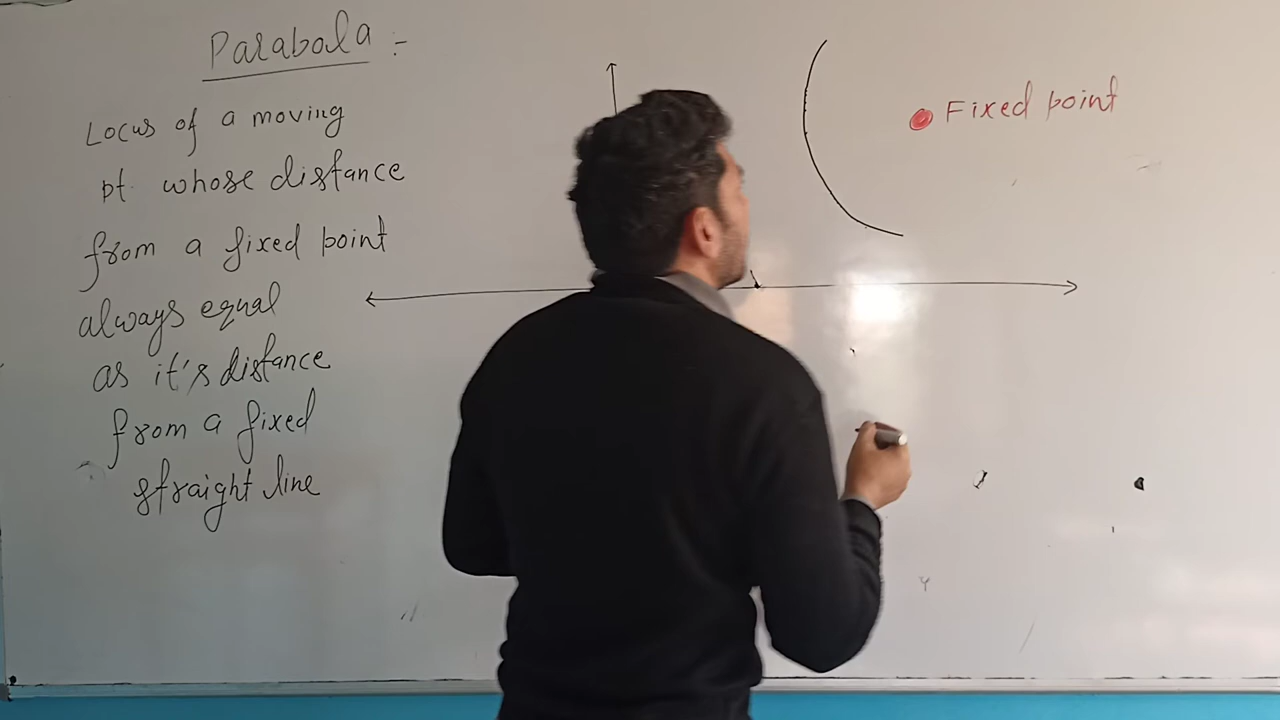 Parabola :-
Locus of a moving
pt. whose distance
from a fixed point
always equal
as it's distance
from a fixed
straight line
Fixed point